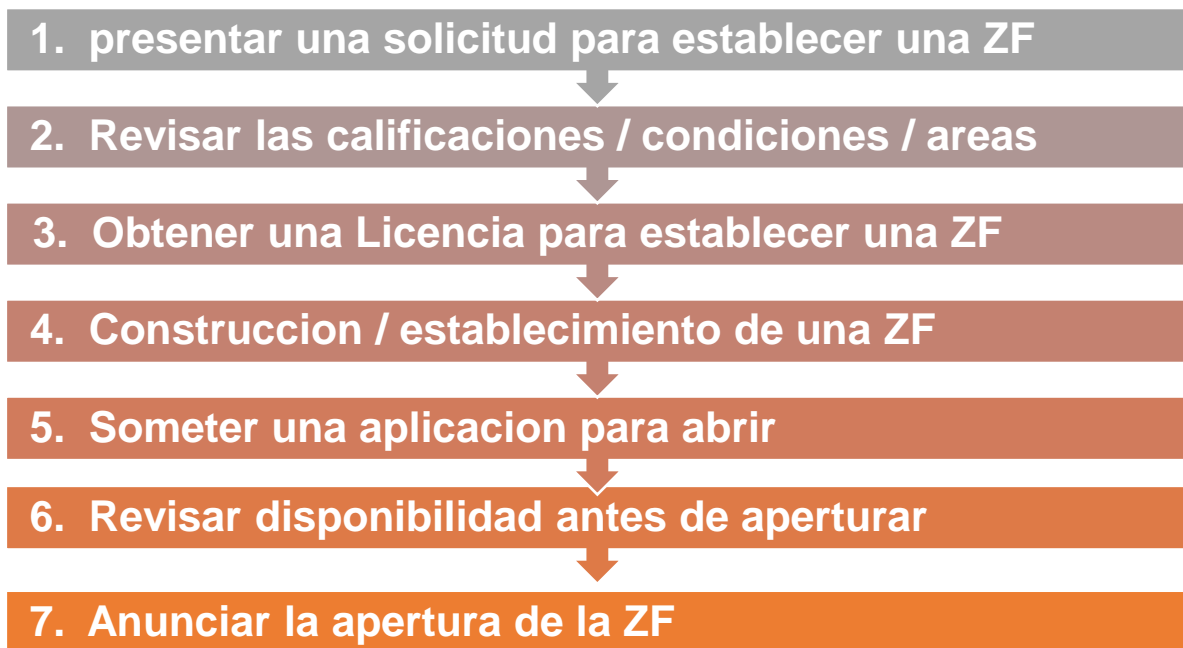 1. presentar una solicitud para establecer una ZF
2. Revisar las calificaciones / condiciones / areas
3. Obtener una Licencia para establecer una ZF
4. Construccion / establecimiento de una ZF
5. Someter una aplicacion para abrir
6. Revisar disponibilidad antes de aperturar
7. Anunciar la apertura de la ZF